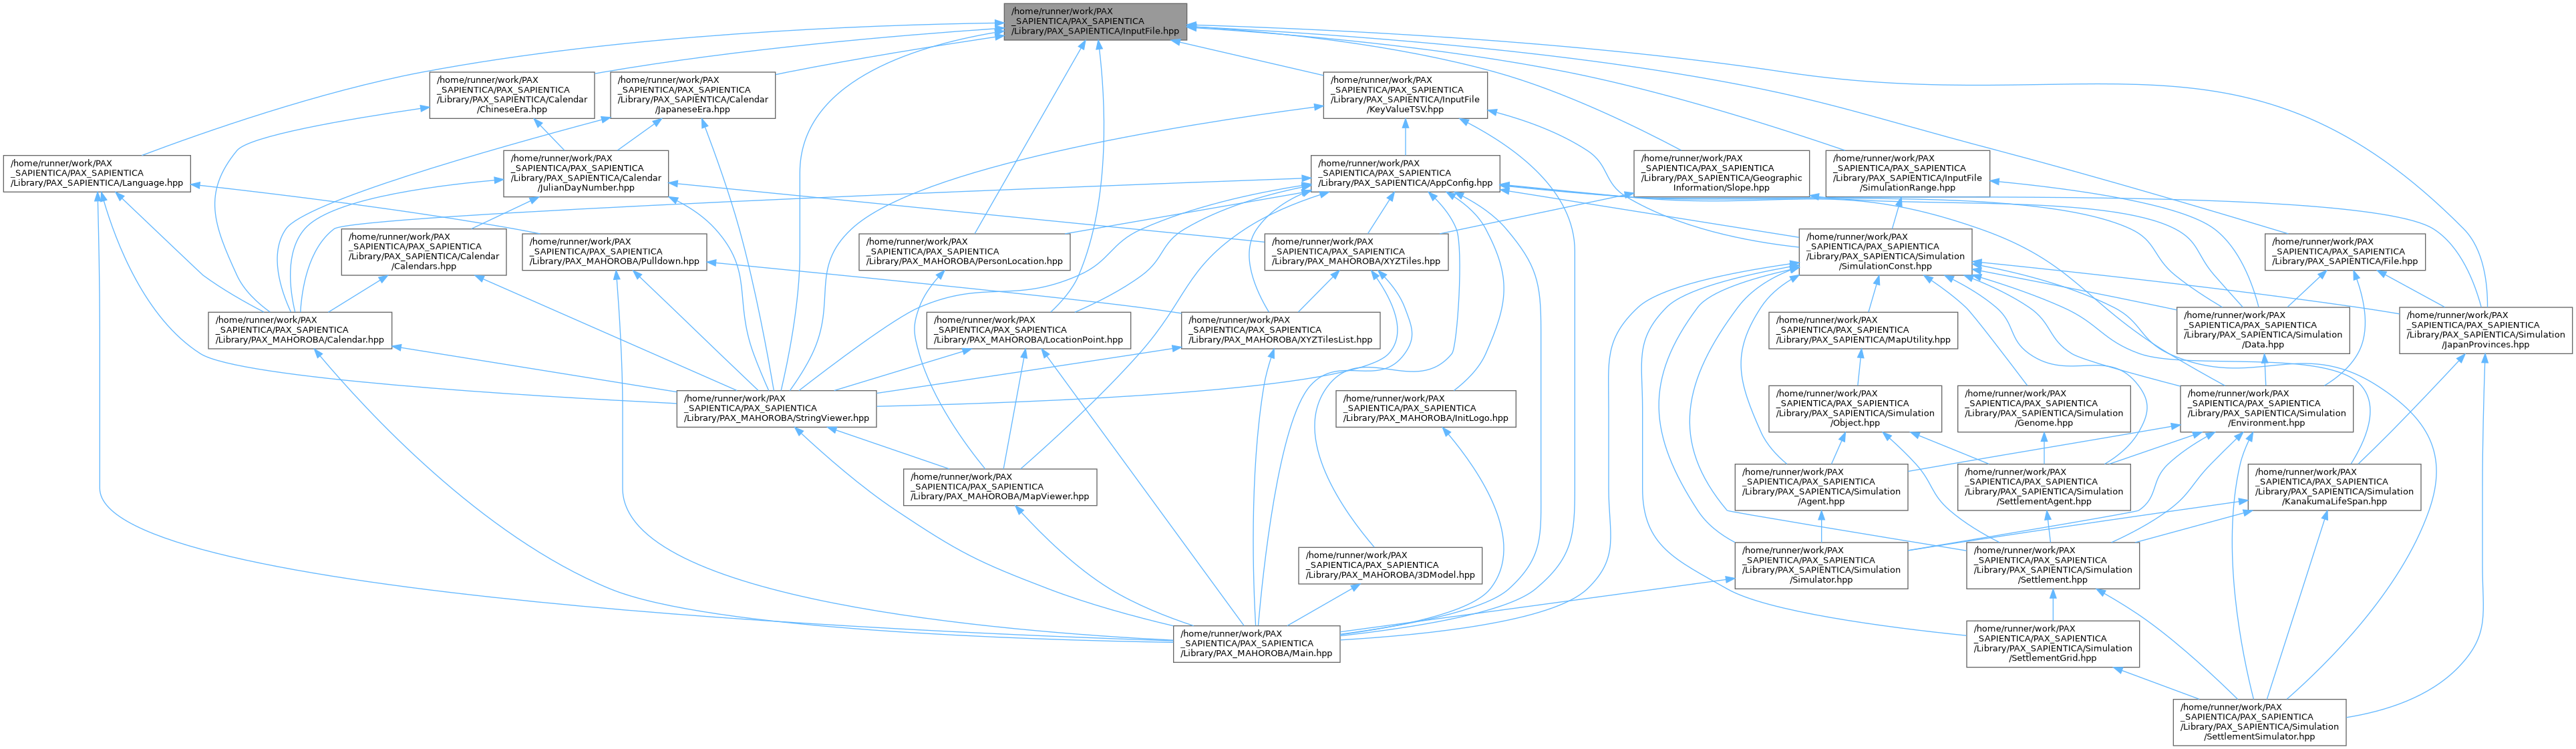 /home/runner/work/PAX
_SAPIENTICA/PAX_SAPIENTICA
/Library/PAX_SAPIENTICA/InputFile.hpp
/home/runner/work/PAX
_SAPIENTICA/PAX_SAPIENTICA
/Library/PAX_SAPIENTICA/Calendar
/ChineseEra.hpp
/home/runner/work/PAX
_SAPIENTICA/PAX_SAPIENTICA
/Library/PAX_SAPIENTICA/Calendar
/JapaneseEra.hpp
/home/runner/work/PAX
_SAPIENTICA/PAX_SAPIENTICA
/Library/PAX_SAPIENTICA/InputFile
/KeyValueTSV.hpp
/home/runner/work/PAX
_SAPIENTICA/PAX_SAPIENTICA
/Library/PAX_SAPIENTICA/Language.hpp
/home/runner/work/PAX
_SAPIENTICA/PAX_SAPIENTICA
/Library/PAX_SAPIENTICA/Calendar
/JulianDayNumber.hpp
/home/runner/work/PAX
_SAPIENTICA/PAX_SAPIENTICA
/Library/PAX_SAPIENTICA/AppConfig.hpp
/home/runner/work/PAX
_SAPIENTICA/PAX_SAPIENTICA
/Library/PAX_SAPIENTICA/Geographic
Information/Slope.hpp
/home/runner/work/PAX
_SAPIENTICA/PAX_SAPIENTICA
/Library/PAX_SAPIENTICA/InputFile
/SimulationRange.hpp
/home/runner/work/PAX
_SAPIENTICA/PAX_SAPIENTICA
/Library/PAX_SAPIENTICA/Calendar
/Calendars.hpp
/home/runner/work/PAX
_SAPIENTICA/PAX_SAPIENTICA
/Library/PAX_MAHOROBA/Pulldown.hpp
/home/runner/work/PAX
_SAPIENTICA/PAX_SAPIENTICA
/Library/PAX_MAHOROBA/PersonLocation.hpp
/home/runner/work/PAX
_SAPIENTICA/PAX_SAPIENTICA
/Library/PAX_MAHOROBA/XYZTiles.hpp
/home/runner/work/PAX
_SAPIENTICA/PAX_SAPIENTICA
/Library/PAX_SAPIENTICA/Simulation
/SimulationConst.hpp
/home/runner/work/PAX
_SAPIENTICA/PAX_SAPIENTICA
/Library/PAX_SAPIENTICA/File.hpp
/home/runner/work/PAX
_SAPIENTICA/PAX_SAPIENTICA
/Library/PAX_MAHOROBA/Calendar.hpp
/home/runner/work/PAX
_SAPIENTICA/PAX_SAPIENTICA
/Library/PAX_MAHOROBA/LocationPoint.hpp
/home/runner/work/PAX
_SAPIENTICA/PAX_SAPIENTICA
/Library/PAX_MAHOROBA/XYZTilesList.hpp
/home/runner/work/PAX
_SAPIENTICA/PAX_SAPIENTICA
/Library/PAX_SAPIENTICA/MapUtility.hpp
/home/runner/work/PAX
_SAPIENTICA/PAX_SAPIENTICA
/Library/PAX_SAPIENTICA/Simulation
/Data.hpp
/home/runner/work/PAX
_SAPIENTICA/PAX_SAPIENTICA
/Library/PAX_SAPIENTICA/Simulation
/JapanProvinces.hpp
/home/runner/work/PAX
_SAPIENTICA/PAX_SAPIENTICA
/Library/PAX_MAHOROBA/StringViewer.hpp
/home/runner/work/PAX
_SAPIENTICA/PAX_SAPIENTICA
/Library/PAX_MAHOROBA/InitLogo.hpp
/home/runner/work/PAX
_SAPIENTICA/PAX_SAPIENTICA
/Library/PAX_SAPIENTICA/Simulation
/Object.hpp
/home/runner/work/PAX
_SAPIENTICA/PAX_SAPIENTICA
/Library/PAX_SAPIENTICA/Simulation
/Genome.hpp
/home/runner/work/PAX
_SAPIENTICA/PAX_SAPIENTICA
/Library/PAX_SAPIENTICA/Simulation
/Environment.hpp
/home/runner/work/PAX
_SAPIENTICA/PAX_SAPIENTICA
/Library/PAX_MAHOROBA/MapViewer.hpp
/home/runner/work/PAX
_SAPIENTICA/PAX_SAPIENTICA
/Library/PAX_SAPIENTICA/Simulation
/Agent.hpp
/home/runner/work/PAX
_SAPIENTICA/PAX_SAPIENTICA
/Library/PAX_SAPIENTICA/Simulation
/SettlementAgent.hpp
/home/runner/work/PAX
_SAPIENTICA/PAX_SAPIENTICA
/Library/PAX_SAPIENTICA/Simulation
/KanakumaLifeSpan.hpp
/home/runner/work/PAX
_SAPIENTICA/PAX_SAPIENTICA
/Library/PAX_MAHOROBA/3DModel.hpp
/home/runner/work/PAX
_SAPIENTICA/PAX_SAPIENTICA
/Library/PAX_SAPIENTICA/Simulation
/Simulator.hpp
/home/runner/work/PAX
_SAPIENTICA/PAX_SAPIENTICA
/Library/PAX_SAPIENTICA/Simulation
/Settlement.hpp
/home/runner/work/PAX
_SAPIENTICA/PAX_SAPIENTICA
/Library/PAX_MAHOROBA/Main.hpp
/home/runner/work/PAX
_SAPIENTICA/PAX_SAPIENTICA
/Library/PAX_SAPIENTICA/Simulation
/SettlementGrid.hpp
/home/runner/work/PAX
_SAPIENTICA/PAX_SAPIENTICA
/Library/PAX_SAPIENTICA/Simulation
/SettlementSimulator.hpp